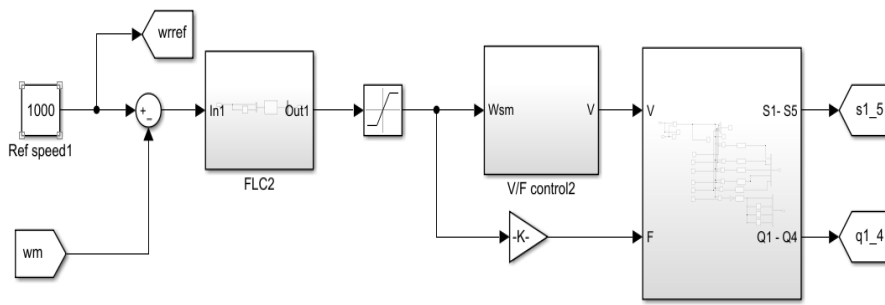 wrref
1000
Ref speed1
+
−
In1
Out1
FLC2
Wsm
V
V/F control2
V
S1- S5
s1_5
wm
-K-
F
Q1 - Q4
q1_4